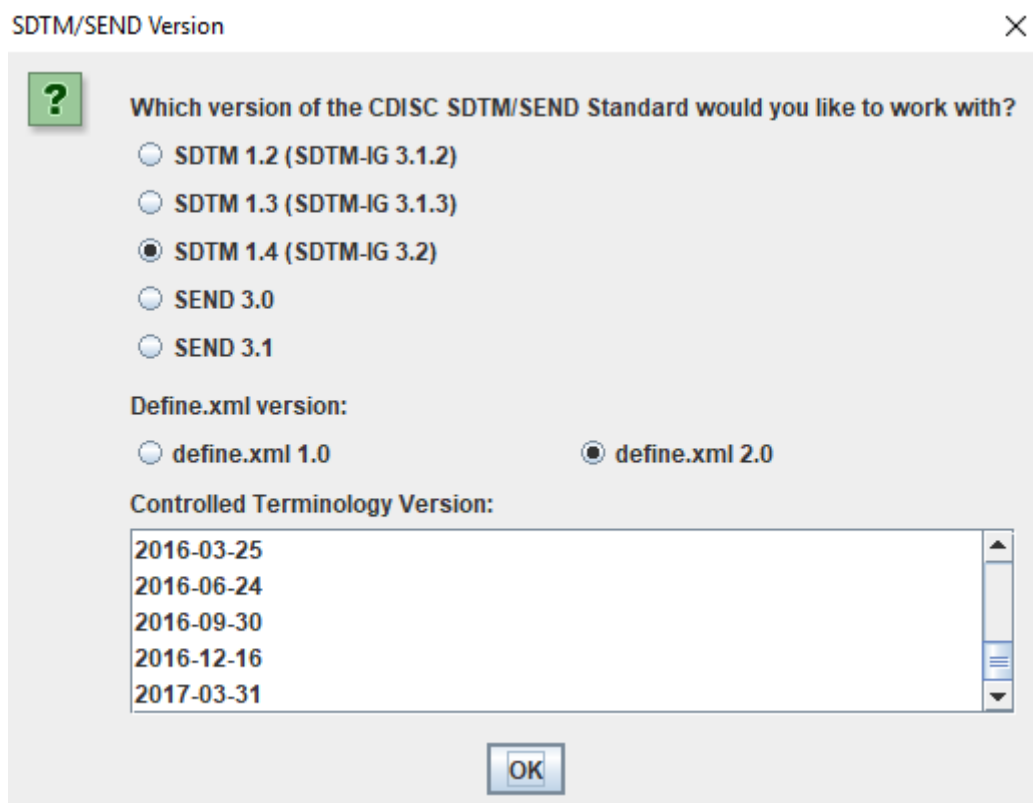 SDTM/SEND Version
?
Which version of the CDISC SDTM/SEND Standard would you like to work with?
SDTM 1.2 (SDTM-IG 3.1.2)
SDTM 1.3 (SDTM-IG 3.1.3)
SDTM 1.4 (SDTM-IG 3.2)
SEND 3.0
SEND 3.1
Define.xml version:
define.xml 1.0 define.xml 2.0
Controlled Terminology Version:
2016-03-25
2016-06-24
2016-09-30
2016-12-16
2017-03-31
OK